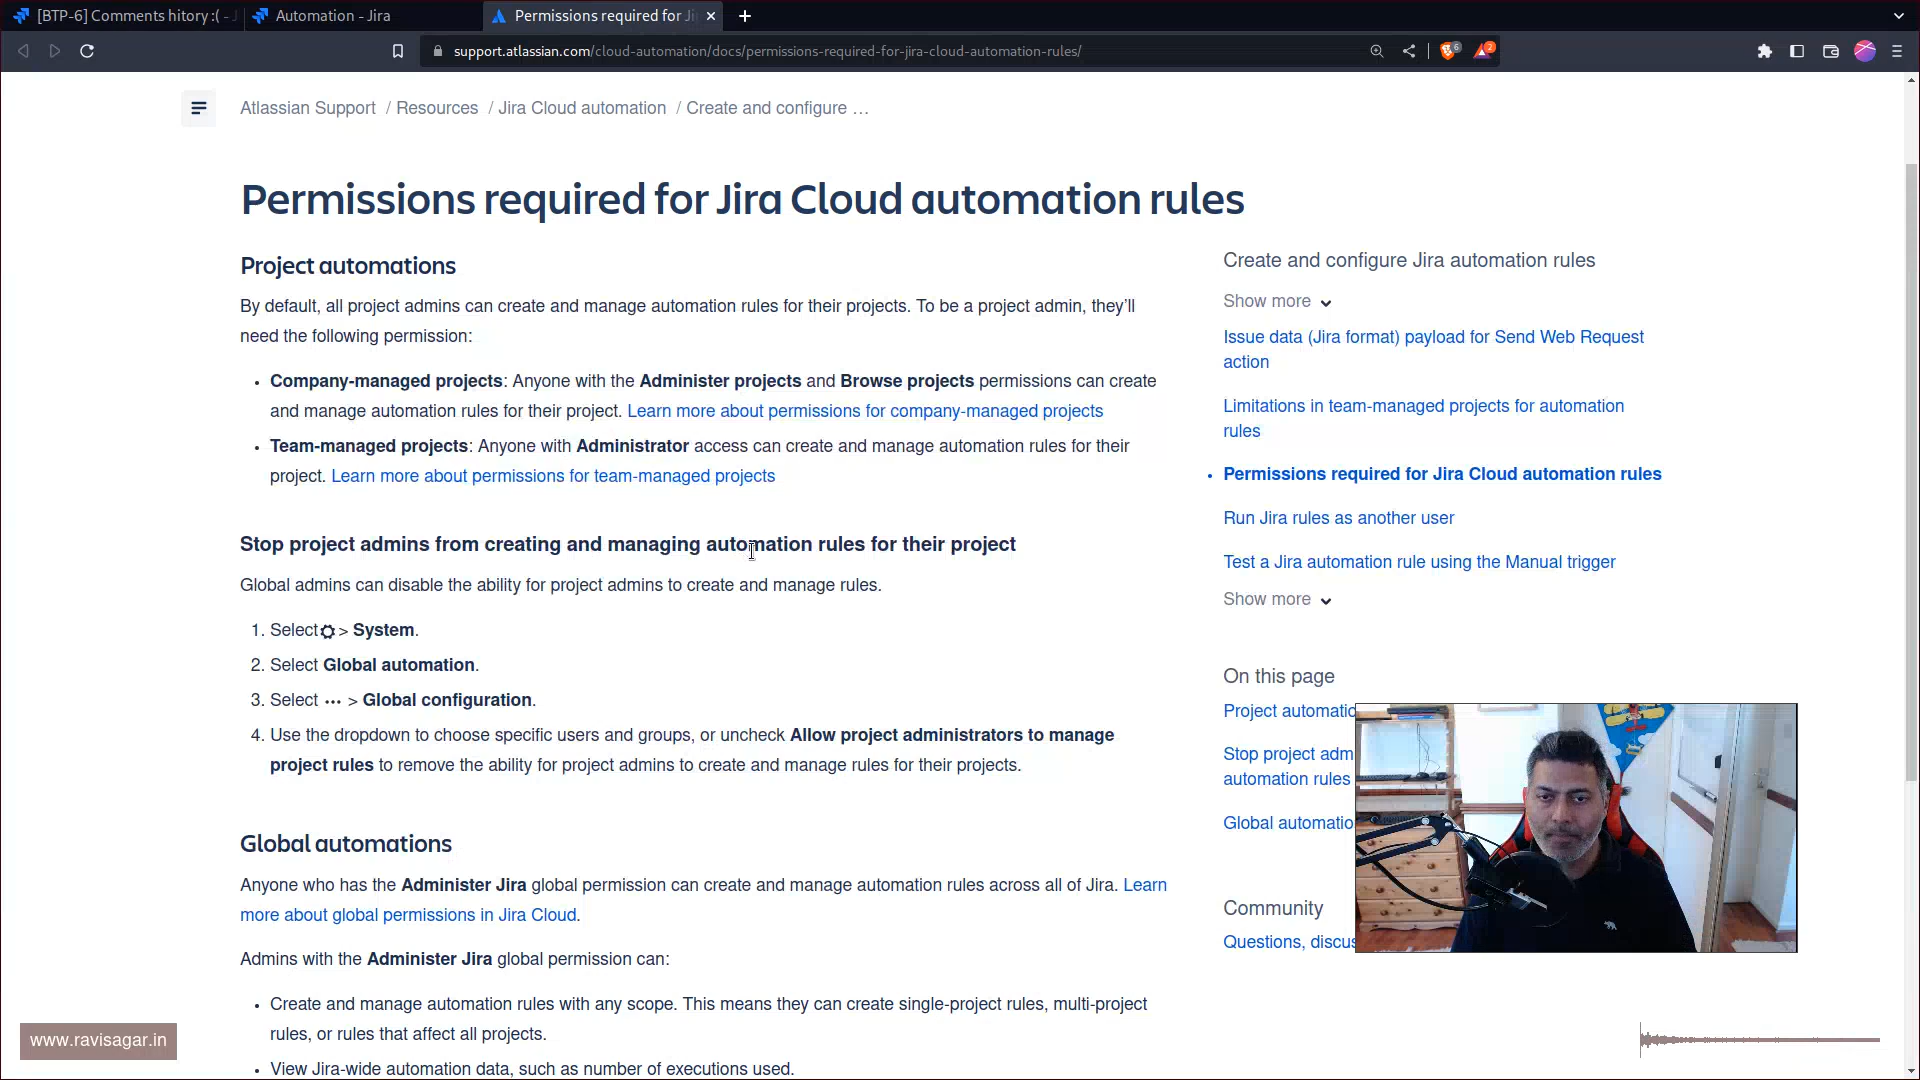 [BTP-6] Comments hitory :( - J
Automation - Jira
Permissions required for Ji
support.atlassian.com/cloud-automation/docs/permissions-required-for-jira-cloud-automation-rules/
6
2
Atlassian Support / Resources / Jira Cloud automation / Create and configure …
Permissions required for Jira Cloud automation rules
Project automations
By default, all project admins can create and manage automation rules for their projects. To be a project admin, they’ll
need the following permission:
• Company-managed projects: Anyone with the Administer projects and Browse projects permissions can create
and manage automation rules for their project. Learn more about permissions for company-managed projects
• Team-managed projects: Anyone with Administrator access can create and manage automation rules for their
project. Learn more about permissions for team-managed projects
Stop project admins from creating and managing automation rules for their project
Global admins can disable the ability for project admins to create and manage rules.
1. Select > System.
2. Select Global automation.
3. Select ••• > Global configuration.
4. Use the dropdown to choose specific users and groups, or uncheck Allow project administrators to manage
project rules to remove the ability for project admins to create and manage rules for their projects.
Global automations
Anyone who has the Administer Jira global permission can create and manage automation rules across all of Jira. Learn
more about global permissions in Jira Cloud.
Admins with the Administer Jira global permission can:
• Create and manage automation rules with any scope. This means they can create single-project rules, multi-project
rules, or rules that affect all projects.
• View Jira-wide automation data, such as number of executions used.
Create and configure Jira automation rules
Show more
Issue data (Jira format) payload for Send Web Request
action
Limitations in team-managed projects for automation
rules
• Permissions required for Jira Cloud automation rules
Run Jira rules as another user
Test a Jira automation rule using the Manual trigger
Show more
On this page
Project automatio
Stop project adm
automation rules
Global automatio
Community
Questions, discus
www.ravisagar.in